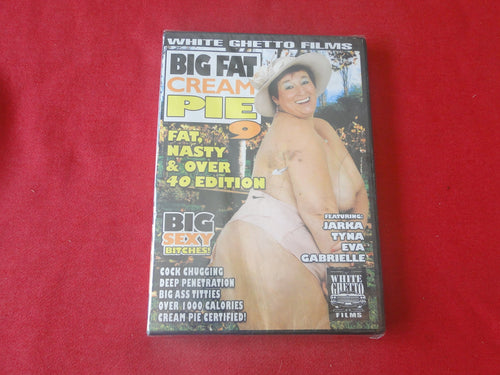 WHITE GHETTO FILMS
BIG FAT
CREAM
PIE
9
FAT,
NASTY
& OVER
40 EDITION
BIG
SEXY
BITCHES!
COCK CHUGGING
DEEP PENETRATION
BIG ASS TITTIES
OVER 1000 CALORIES
CREAM PIE CERTIFIED!
FEATURING:
JARKA
TYNA
EVA
GABRIELLE
WHITE
GHETTO
FILMS